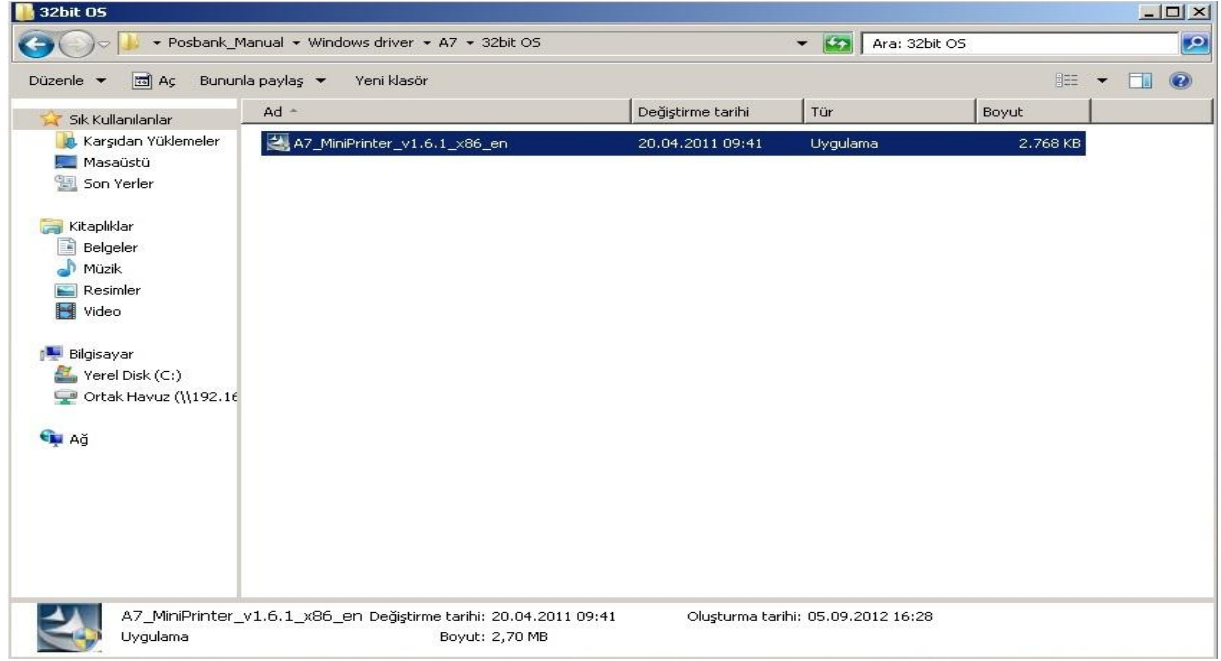 32bit OS
Posbank_Manual Windows driver A7 32bit OS
Ara: 32bit OS
Düzenle Aç Bununla paylaş Yeni klasör
Sık Kullanılanlar
Karşıdan Yüklemeler
Masaüstü
Son Yerler
Kitaplıklar
Belgeler
Müzik
Resimler
Video
Bilgisayar
Yerel Disk (C:)
Ortak Havuz (\\192.16
Ağ
Ad Değiştirme tarihi Tür Boyut
A7_MiniPrinter_v1.6.1_x86_en 20.04.2011 09:41 Uygulama 2.768 KB
A7_MiniPrinter_v1.6.1_x86_en Değiştirme tarihi: 20.04.2011 09:41 Oluşturma tarihi: 05.09.2012 16:28
Uygulama Boyut: 2,70 MB